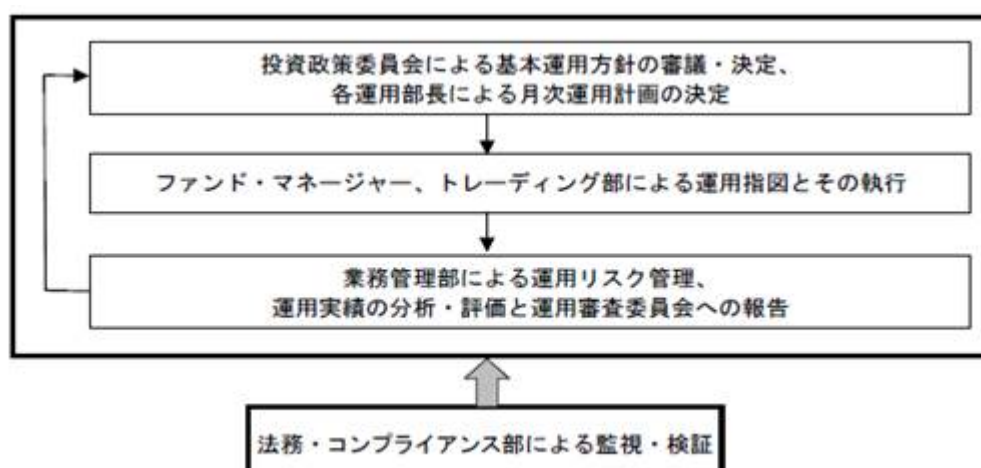 投資政策委員会による基本運用方針の審議・決定、
各運用部長による月次運用計画の決定
ファンド・マネージャー、トレーディング部による運用指図とその執行
業務管理部による運用リスク管理、
運用実績の分析・評価と運用審査委員会への報告
法務・コンプライアンス部による監視・検証